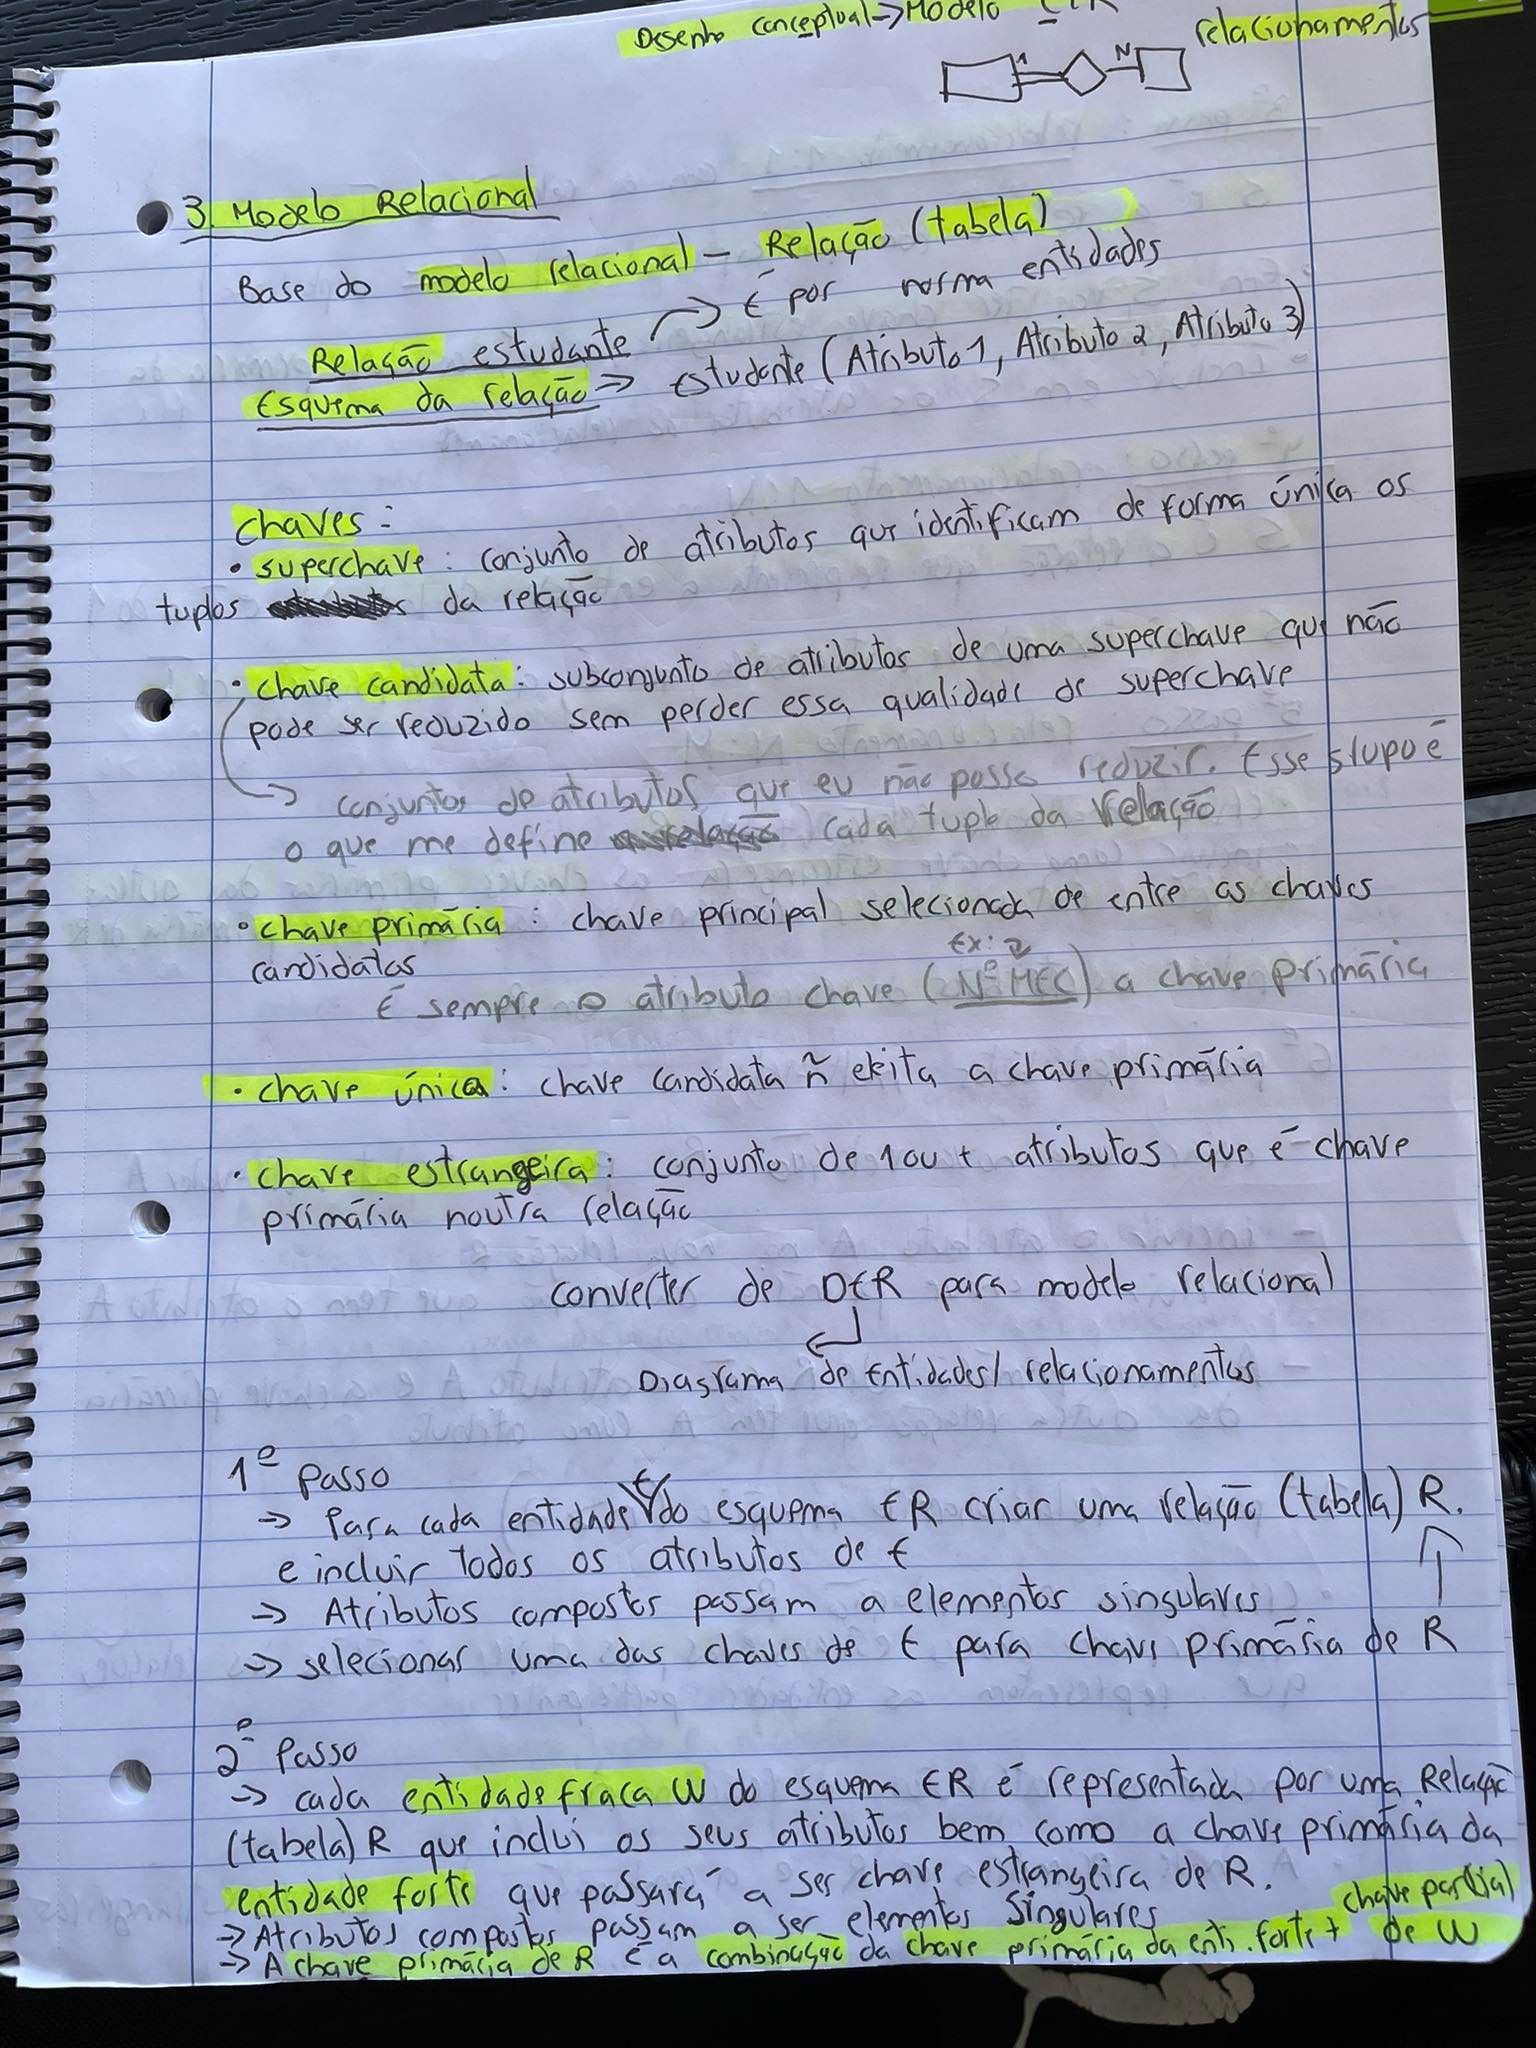 Desenho conceptual -> Modelo
relacionamentos
1 N
3. Modelo Relacional
Base do modelo relacional – Relação (tabela)
Relação estudante -> É por norma entidades
Esquema da relação => estudante (Atributo 1, Atributo 2, Atributo 3)
chaves:
• superchave: conjunto de atributos que identificam de forma única os
tuplos da relação
• chave candidata: subconjunto de atributos de uma superchave que não
pode ser reduzido sem perder essa qualidade de superchave
-> conjuntos de atributos que eu não posso reduzir. Esse grupo é
o que me define cada tuplo da relação
• chave primária: chave principal selecionada de entre as chaves
candidatas
Ex:
É sempre o atributo chave (Nº MEC) a chave primária
• chave única: chave candidata ñ eleita a chave primária
• chave estrangeira: conjunto de 1 ou + atributos que é chave
primária noutra relação
converter de DER para modelo relacional
Diagrama de Entidades/relacionamentos
1º Passo
-> Para cada entidade E do esquema ER criar uma relação (tabela) R.
e incluir todos os atributos de E
-> Atributos compostos passam a elementos singulares
-> selecionar uma das chaves de E para chave primária de R
2º Passo
-> cada entidade fraca W do esquema ER é representada por uma Relação
(tabela) R que inclui os seus atributos bem como a chave primária da
entidade forte que passará a ser chave estrangeira de R.
-> Atributos compostos passam a ser elementos singulares
-> A chave primária de R é a combinação da chave primária da enti. forte + chave partial de W